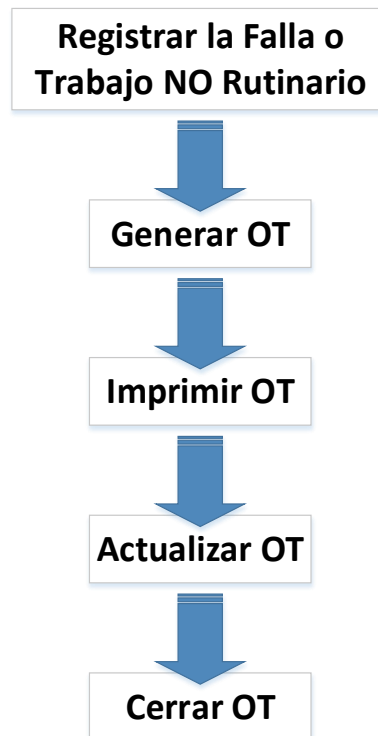 Registrar la Falla o
Trabajo NO Rutinario
Generar OT
Imprimir OT
Actualizar OT
Cerrar OT